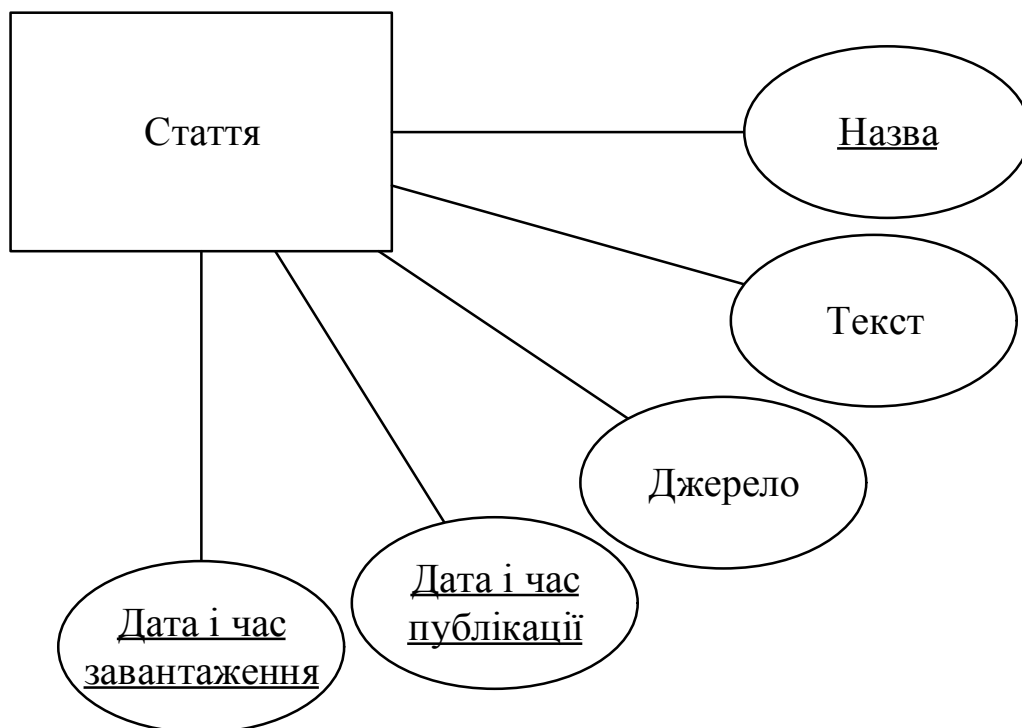 Стаття
Назва
Текст
Джерело
Дата і час
публікації
Дата і час
завантаження